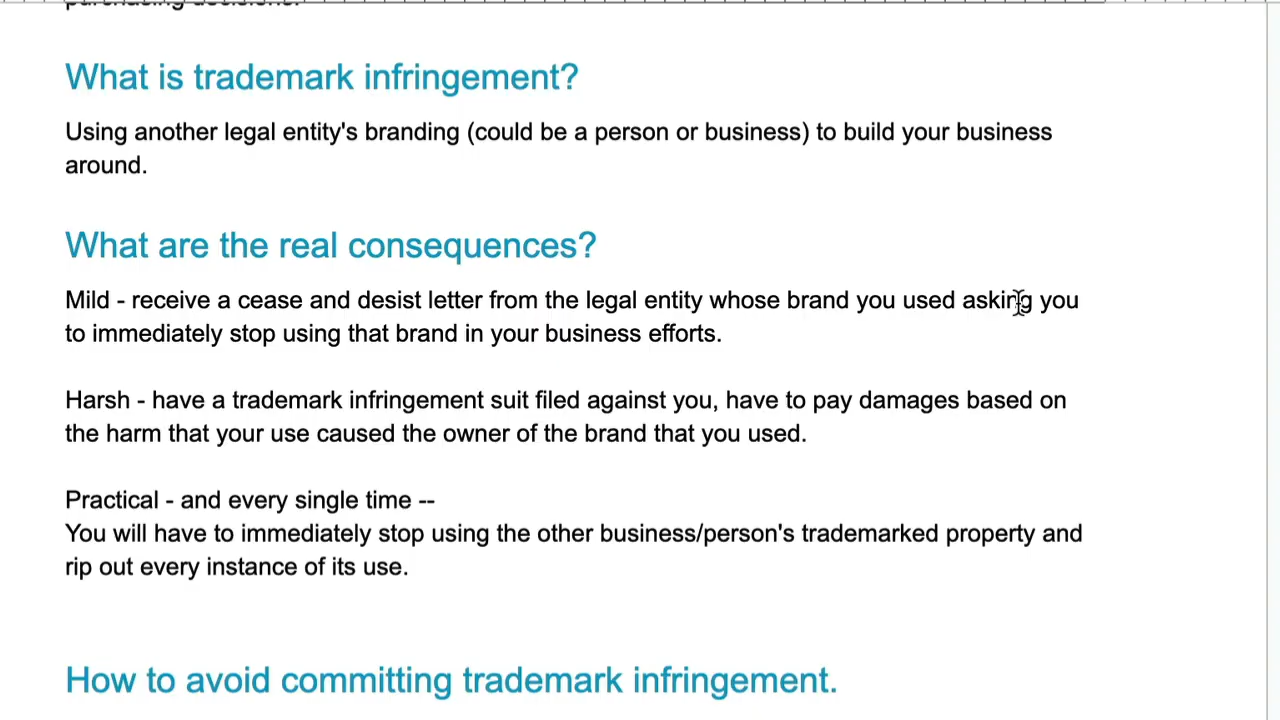 What is trademark infringement?
Using another legal entity's branding (could be a person or business) to build your business
around.
What are the real consequences?
Mild - receive a cease and desist letter from the legal entity whose brand you used asking you
to immediately stop using that brand in your business efforts.
Harsh - have a trademark infringement suit filed against you, have to pay damages based on
the harm that your use caused the owner of the brand that you used.
Practical - and every single time --
You will have to immediately stop using the other business/person's trademarked property and
rip out every instance of its use.
How to avoid committing trademark infringement.